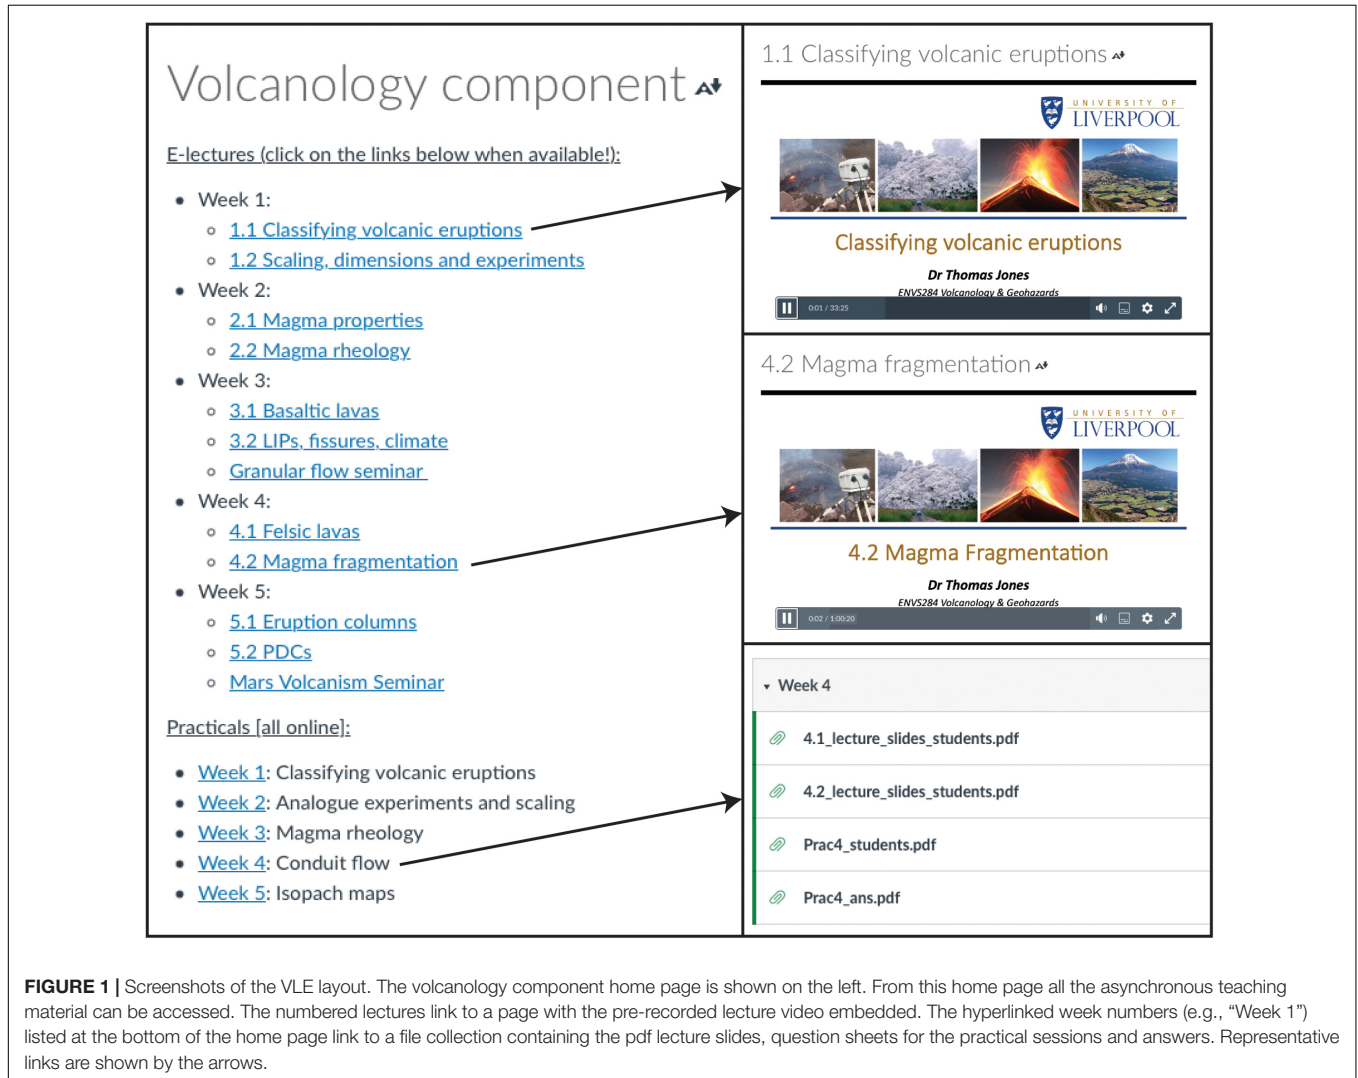 Volcanology component
E-lectures (click on the links below when available!):
Week 1:
1.1 Classifying volcanic eruptions
1.2 Scaling, dimensions and experiments
Week 2:
2.1 Magma properties
2.2 Magma rheology
Week 3:
3.1 Basaltic lavas
3.2 LIPs, fissures, climate
Granular flow seminar
Week 4:
4.1 Felsic lavas
4.2 Magma fragmentation
Week 5:
5.1 Eruption columns
5.2 PDCs
Mars Volcanism Seminar
Practicals [all online]:
Week 1: Classifying volcanic eruptions
Week 2: Analogue experiments and scaling
Week 3: Magma rheology
Week 4: Conduit flow
Week 5: Isopach maps
1.1 Classifying volcanic eruptions
UNIVERSITY OF
LIVERPOOL
Classifying volcanic eruptions
Dr Thomas Jones
ENVS284 Volcanology & Geohazards
0:01 / 33:25
4.2 Magma fragmentation
UNIVERSITY OF
LIVERPOOL
4.2 Magma Fragmentation
Dr Thomas Jones
ENVS284 Volcanology & Geohazards
0:02 / 1:00:20
Week 4
4.1_lecture_slides_students.pdf
4.2_lecture_slides_students.pdf
Prac4_students.pdf
Prac4_ans.pdf
FIGURE 1 | Screenshots of the VLE layout. The volcanology component home page is shown on the left. From this home page all the asynchronous teaching
material can be accessed. The numbered lectures link to a page with the pre-recorded lecture video embedded. The hyperlinked week numbers (e.g., “Week 1”)
listed at the bottom of the home page link to a file collection containing the pdf lecture slides, question sheets for the practical sessions and answers. Representative
links are shown by the arrows.